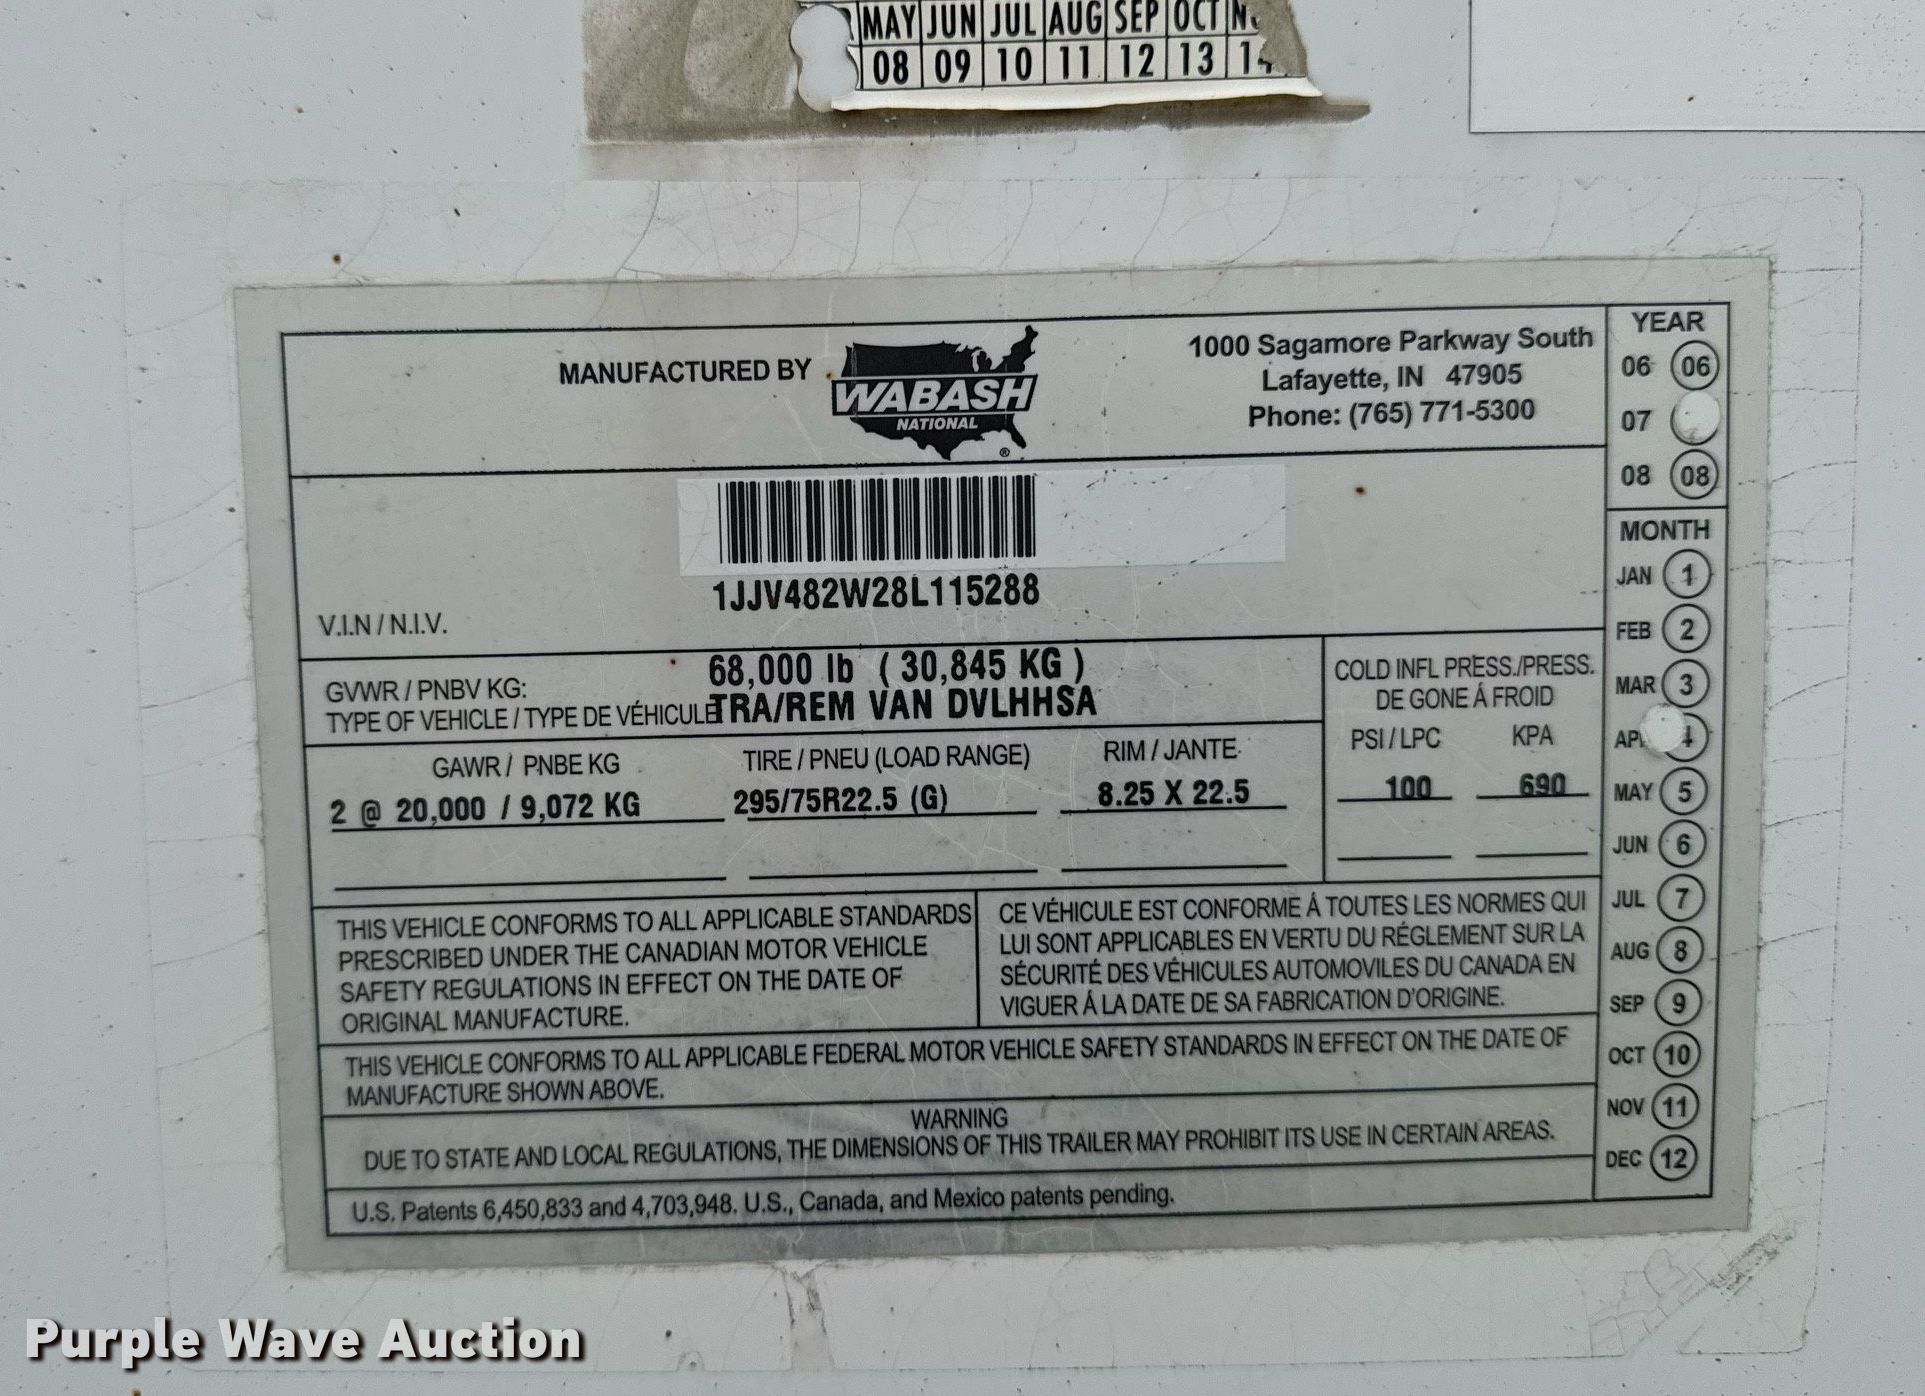 MAY JUN JUL AUG SEP OCT
08 09 10 11 12 13 14
MANUFACTURED BY
WABASH
NATIONAL
®
1000 Sagamore Parkway South
Lafayette, IN 47905
Phone: (765) 771-5300
YEAR
06 06
07
08 08
1JJV482W28L115288
V.I.N / N.I.V.
GVWR / PNBV KG: 68,000 lb ( 30,845 KG )
TYPE OF VEHICLE / TYPE DE VÉHICULE TRA/REM VAN DVLHHSA
GAWR / PNBE KG TIRE / PNEU (LOAD RANGE) RIM / JANTE
2 @ 20,000 / 9,072 KG 295/75R22.5 (G) 8.25 X 22.5
COLD INFL PRESS./PRESS.
DE GONE Á FROID
PSI / LPC KPA
100 690
MONTH
JAN 1
FEB 2
MAR 3
AP 4
MAY 5
JUN 6
JUL 7
AUG 8
SEP 9
OCT 10
NOV 11
DEC 12
THIS VEHICLE CONFORMS TO ALL APPLICABLE STANDARDS
PRESCRIBED UNDER THE CANADIAN MOTOR VEHICLE
SAFETY REGULATIONS IN EFFECT ON THE DATE OF
ORIGINAL MANUFACTURE.
CE VÉHICULE EST CONFORME Á TOUTES LES NORMES QUI
LUI SONT APPLICABLES EN VERTU DU RÉGLEMENT SUR LA
SÉCURITÉ DES VÉHICULES AUTOMOVILES DU CANADA EN
VIGUER Á LA DATE DE SA FABRICATION D'ORIGINE.
THIS VEHICLE CONFORMS TO ALL APPLICABLE FEDERAL MOTOR VEHICLE SAFETY STANDARDS IN EFFECT ON THE DATE OF
MANUFACTURE SHOWN ABOVE.
WARNING
DUE TO STATE AND LOCAL REGULATIONS, THE DIMENSIONS OF THIS TRAILER MAY PROHIBIT ITS USE IN CERTAIN AREAS.
U.S. Patents 6,450,833 and 4,703,948. U.S., Canada, and Mexico patents pending.
Purple Wave Auction